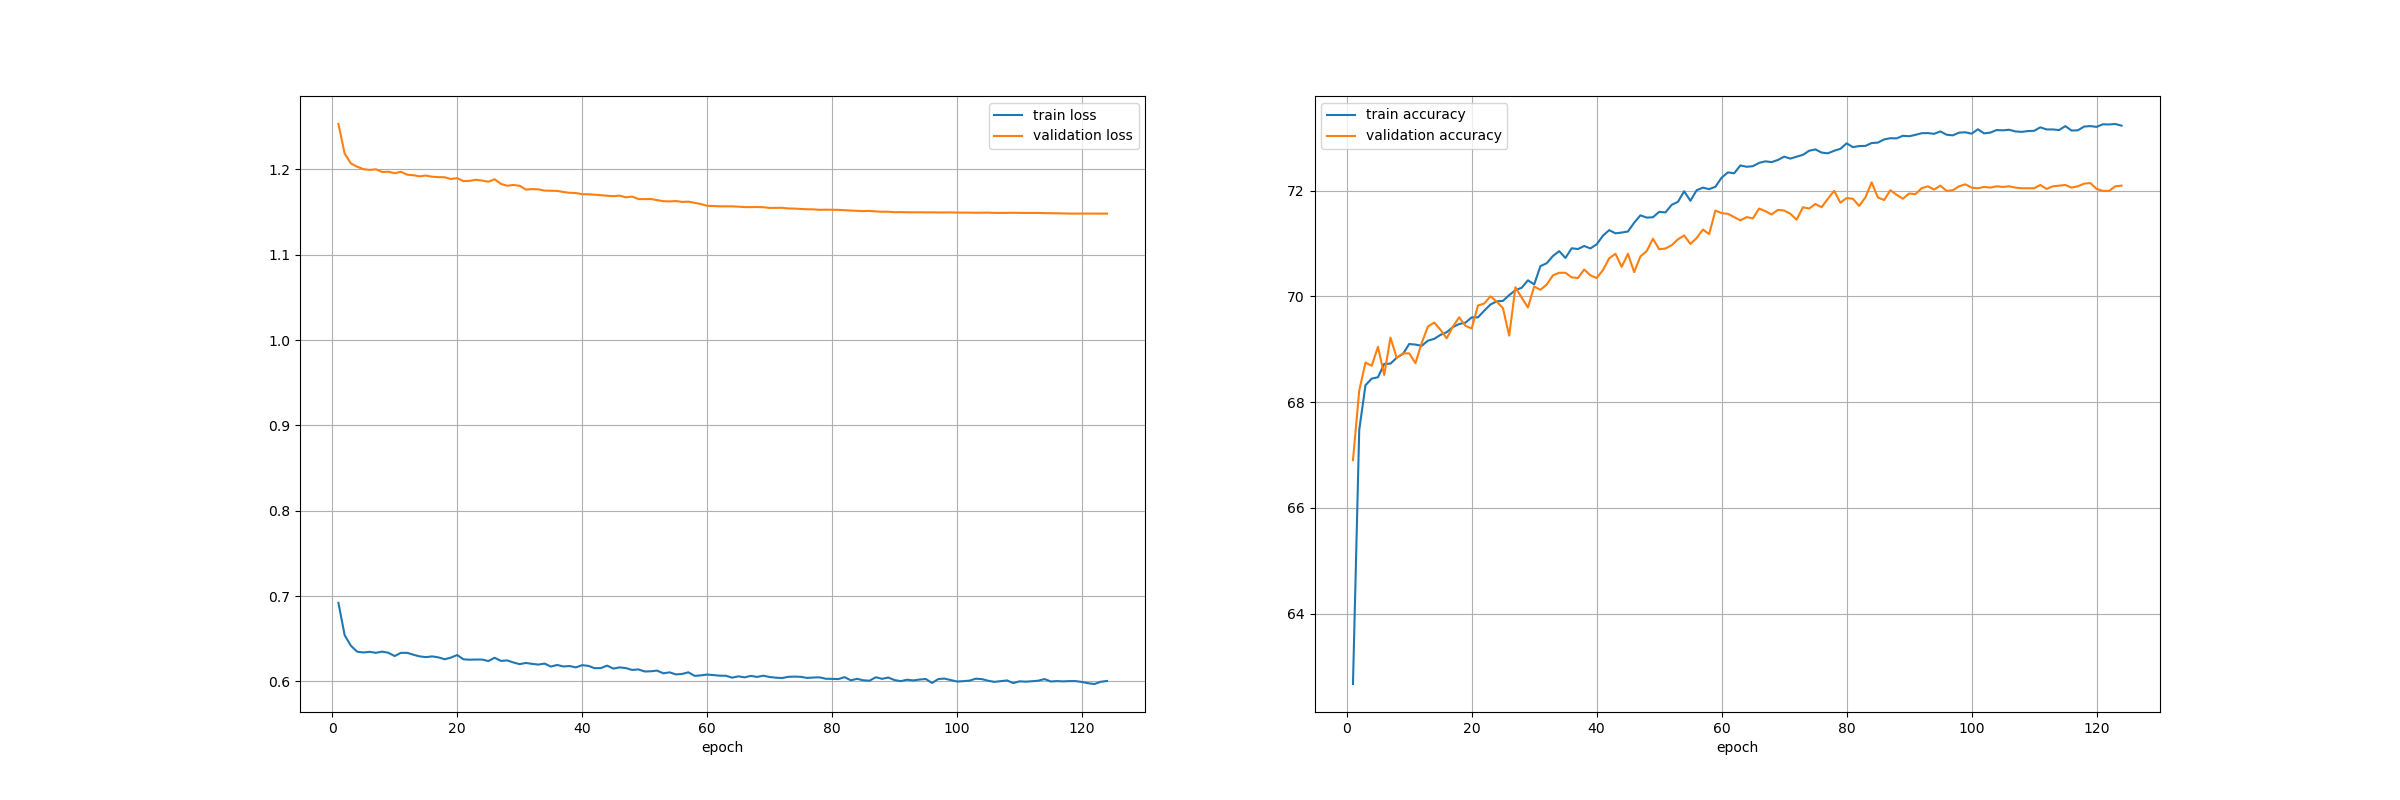 train loss
validation loss
1.2
1.1
1.0
0.9
0.8
0.7
0.6
0 20 40 60 80 100 120
epoch
train accuracy
validation accuracy
72
70
68
66
64
0 20 40 60 80 100 120
epoch